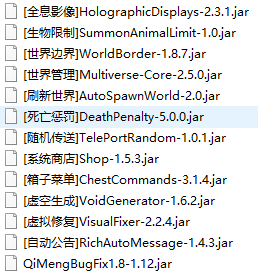 [全息影像]HolographicDisplays-2.3.1.jar
[生物限制]SummonAnimalLimit-1.0.jar
[世界边界]WorldBorder-1.8.7.jar
[世界管理]Multiverse-Core-2.5.0.jar
[刷新世界]AutoSpawnWorld-2.0.jar
[死亡惩罚]DeathPenalty-5.0.0.jar
[随机传送]TelePortRandom-1.0.1.jar
[系统商店]Shop-1.5.3.jar
[箱子菜单]ChestCommands-3.1.4.jar
[虚空生成]VoidGenerator-1.6.2.jar
[虚拟修复]VisualFixer-2.2.4.jar
[自动公告]RichAutoMessage-1.4.3.jar
QiMengBugFix1.8-1.12.jar